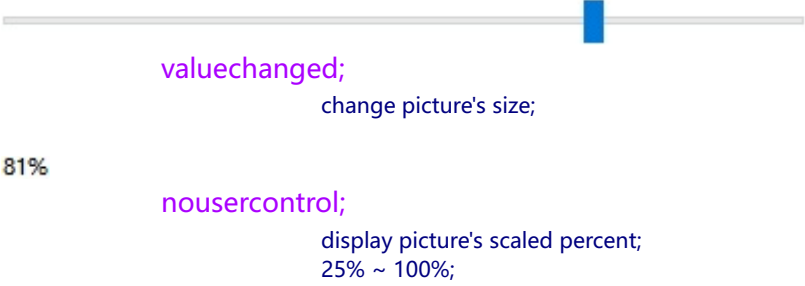 valuechanged;
change picture's size;
81%
nousercontrol;
display picture's scaled percent;
25% ~ 100%;